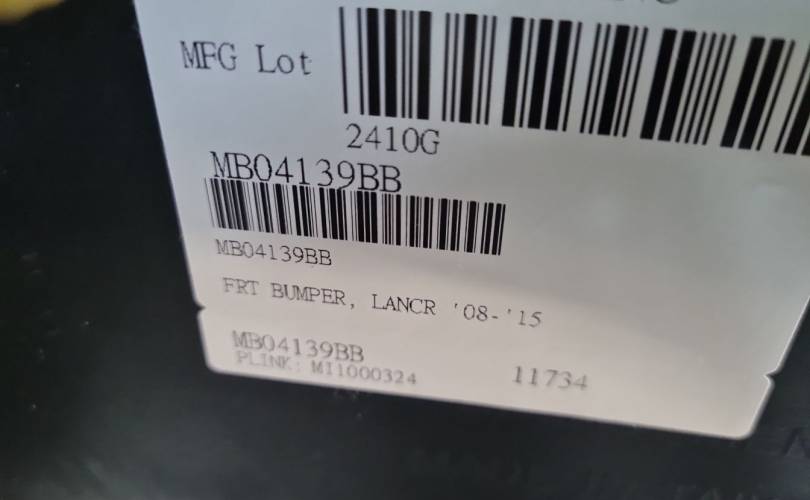 MFG Lot
2410G
MB04139BB
MB04139BB
FRT BUMPER, LANCR '08-'15
MB04139BB
PLINK: MI1000324
11734